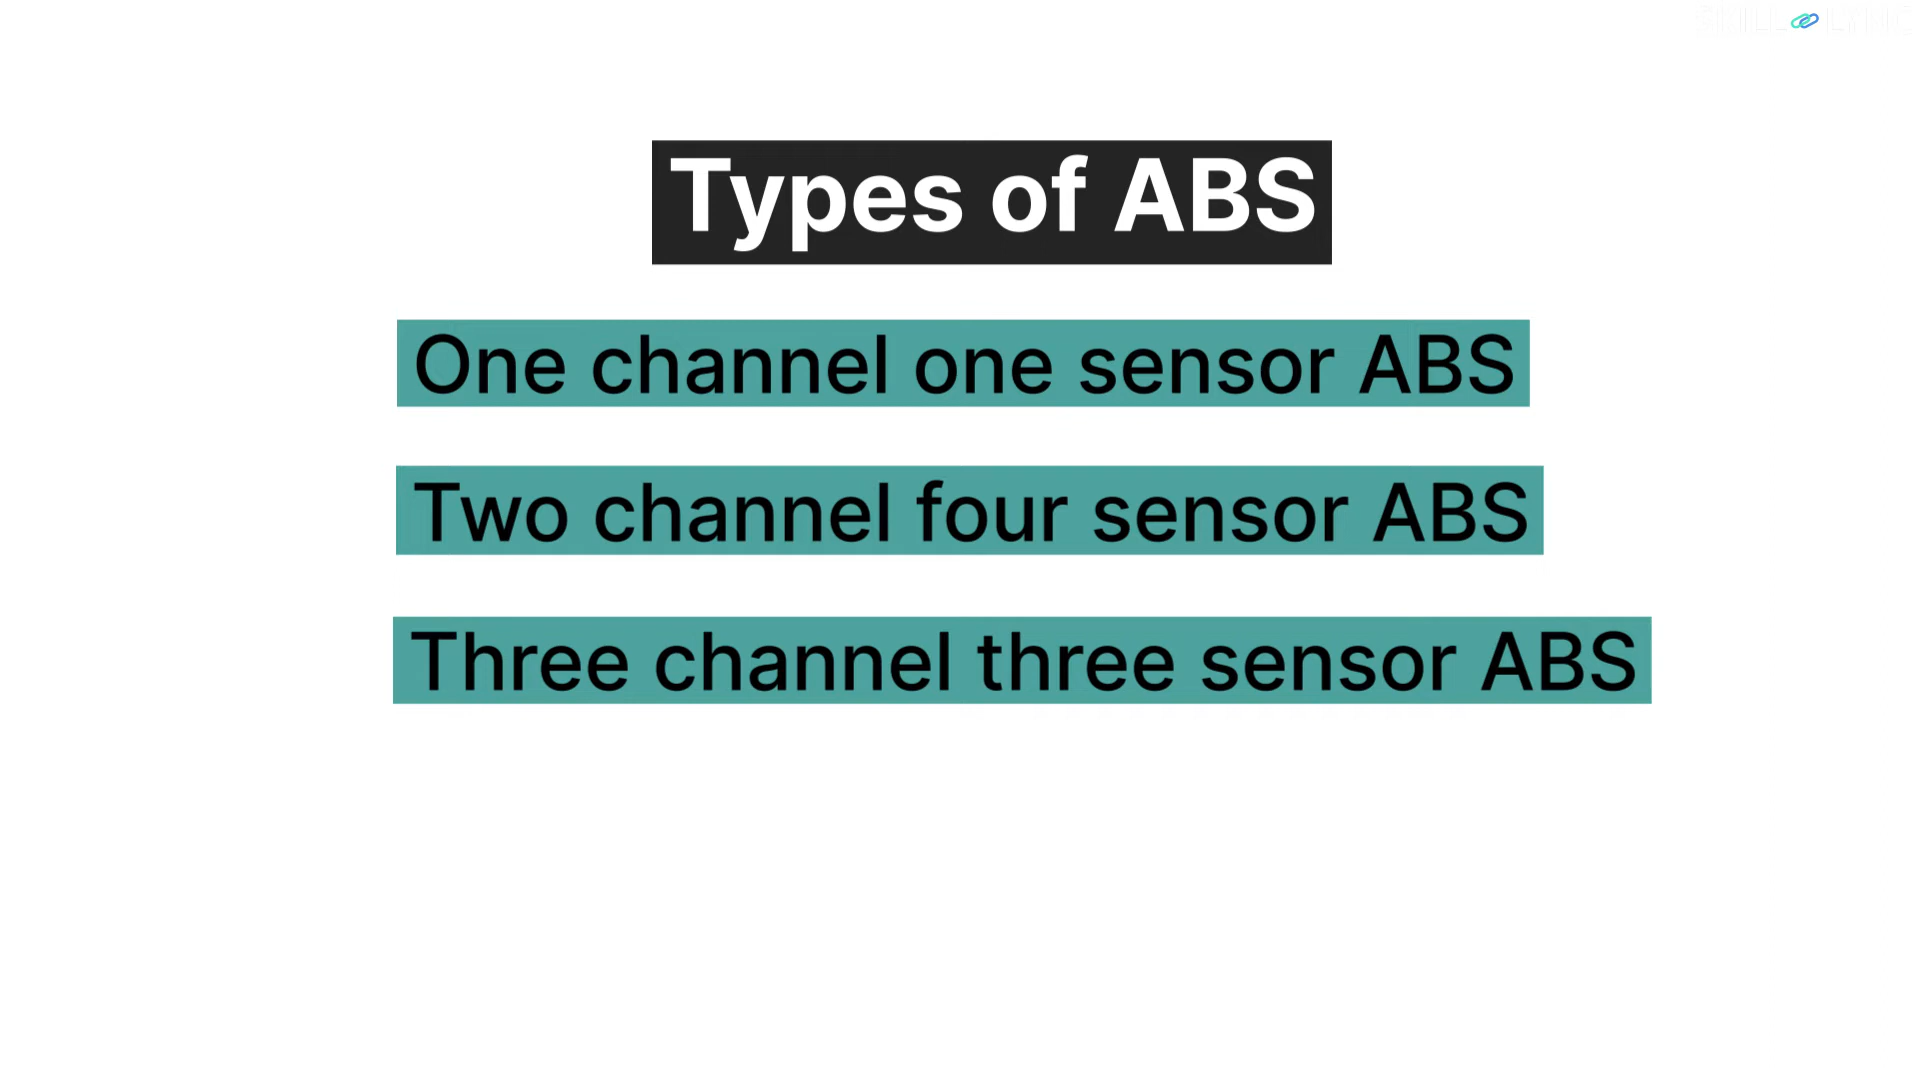 Types of ABS
One channel one sensor ABS
Two channel four sensor ABS
Three channel three sensor ABS